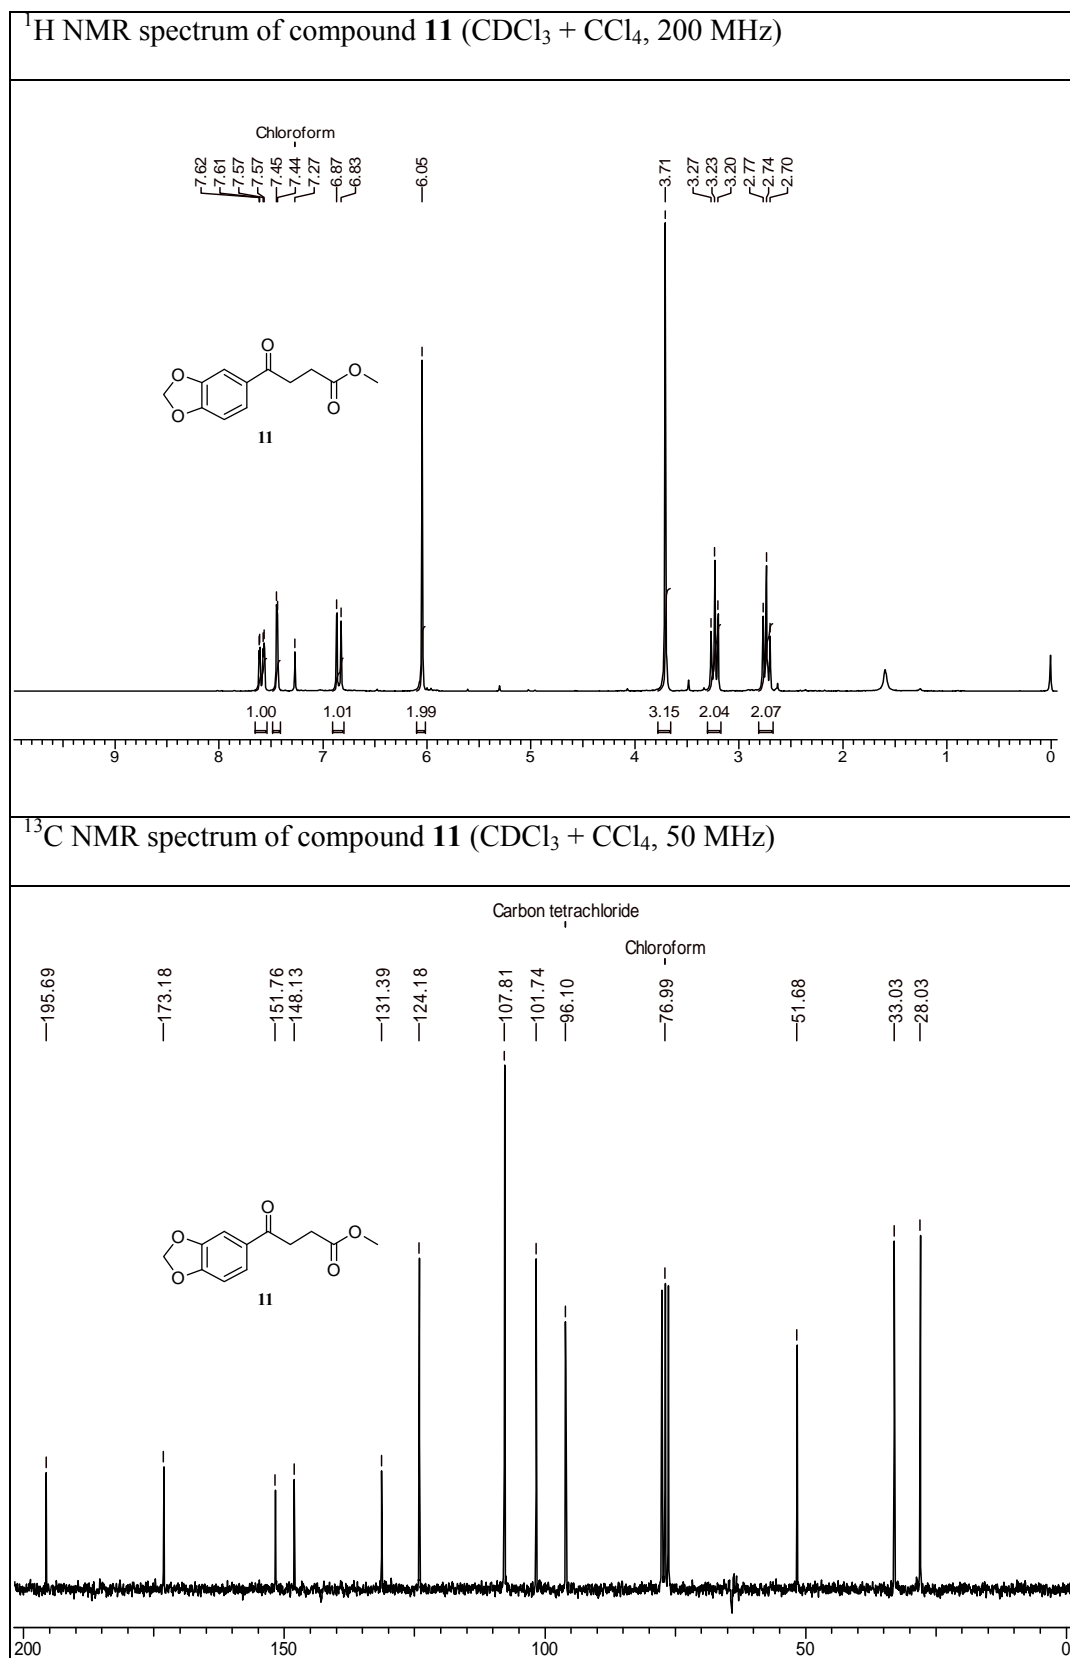 ¹H NMR spectrum of compound 11 (CDCl₃ + CCl₄, 200 MHz)
Chloroform
7.62 7.61 7.57 7.57 7.45 7.44 7.27 6.87 6.83 6.05 3.71 3.27 3.23 3.20 2.77 2.74 2.70
O
O O
O O
11
1.00 1.01 1.99 3.15 2.04 2.07
9 8 7 6 5 4 3 2 1 0
¹³C NMR spectrum of compound 11 (CDCl₃ + CCl₄, 50 MHz)
Carbon tetrachloride
Chloroform
195.69 173.18 151.76 148.13 131.39 124.18 107.81 101.74 96.10 76.99 51.68 33.03 28.03
O
O O
O O
11
200 150 100 50 0